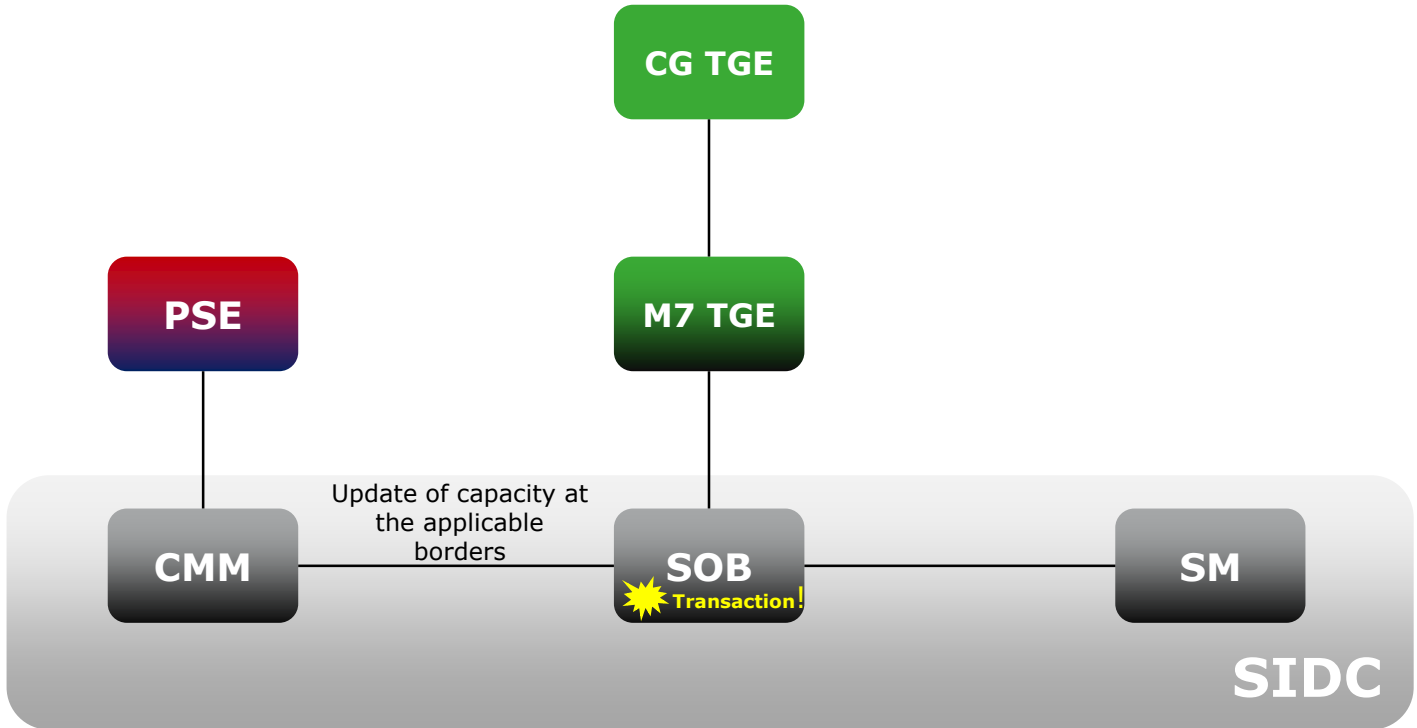 CG TGE
PSE
M7 TGE
Update of capacity at
the applicable
borders
CMM
SOB
Transaction!
SM
SIDC